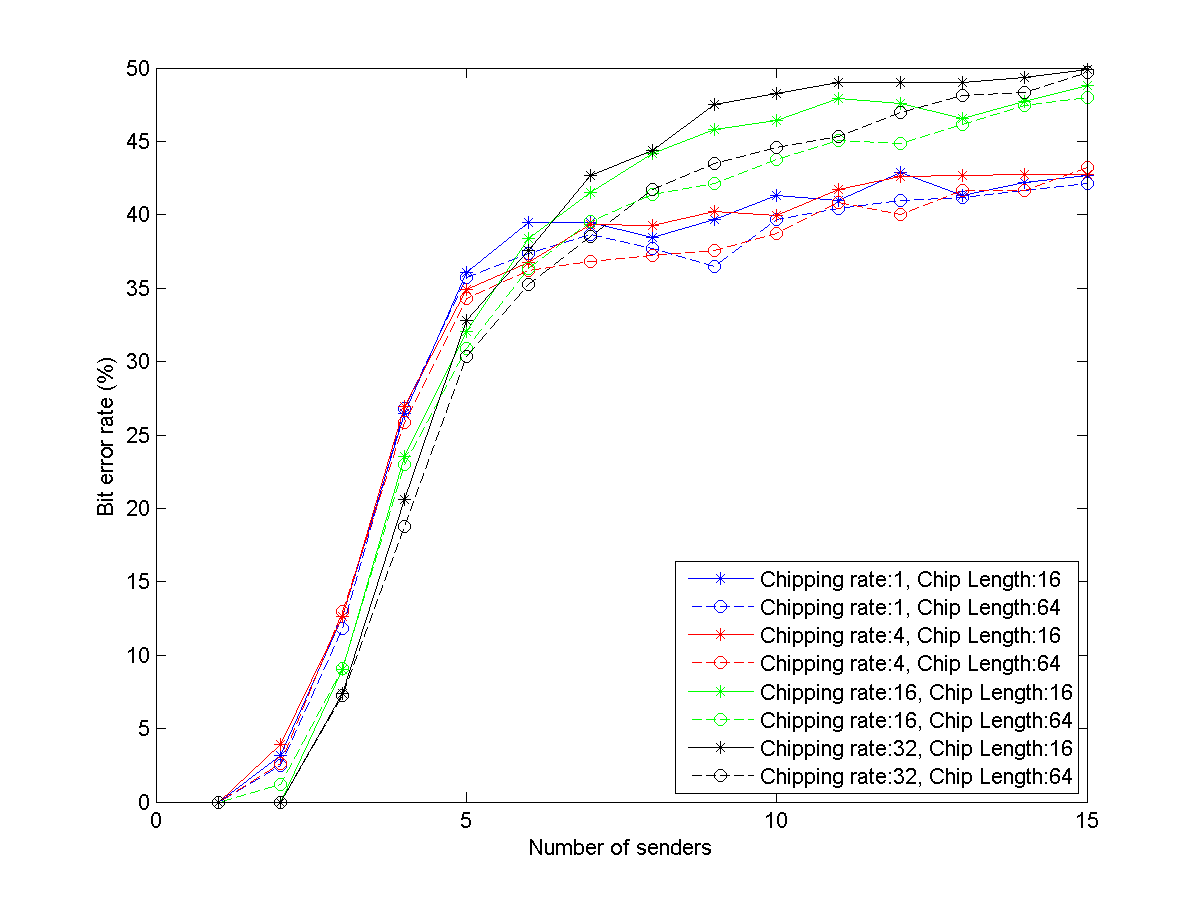 50
45
40
35
30
25
20
15
10
5
0
Bit error rate (%)
0 5 10 15
Number of senders
Chipping rate:1, Chip Length:16
Chipping rate:1, Chip Length:64
Chipping rate:4, Chip Length:16
Chipping rate:4, Chip Length:64
Chipping rate:16, Chip Length:16
Chipping rate:16, Chip Length:64
Chipping rate:32, Chip Length:16
Chipping rate:32, Chip Length:64